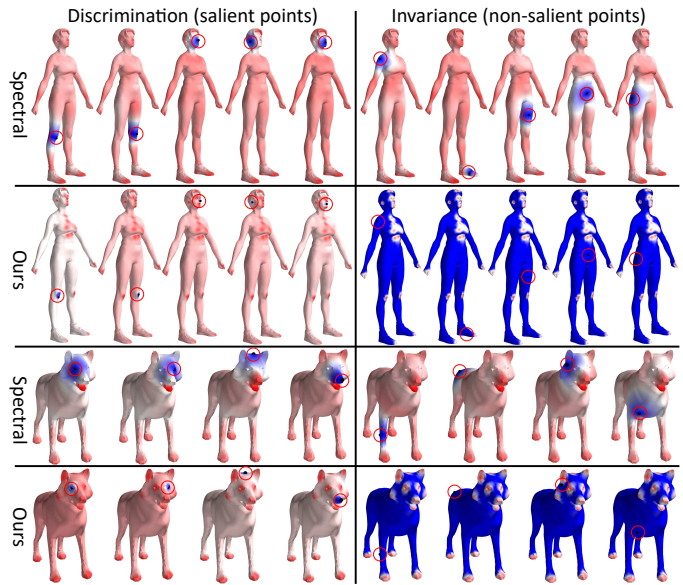 Discrimination (salient points)
Invariance (non-salient points)
Spectral
Ours
Spectral
Ours